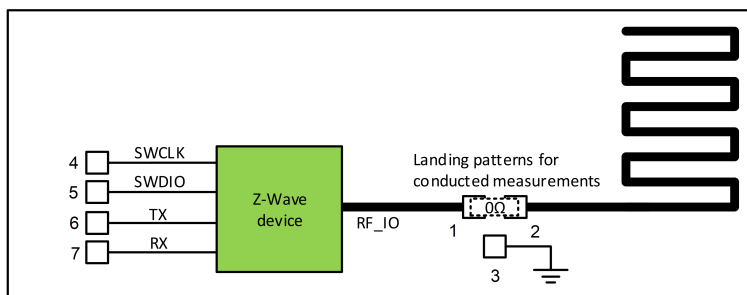 4 SWCLK
5 SWDIO
6 TX
7 RX
Z-Wave
device
RF_IO
Landing patterns for
conducted measurements
0Ω
1
2
3